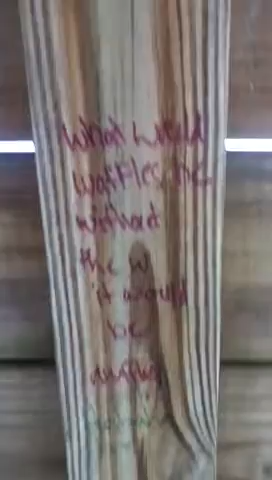 What would
waffles be
without
the w
it would
be